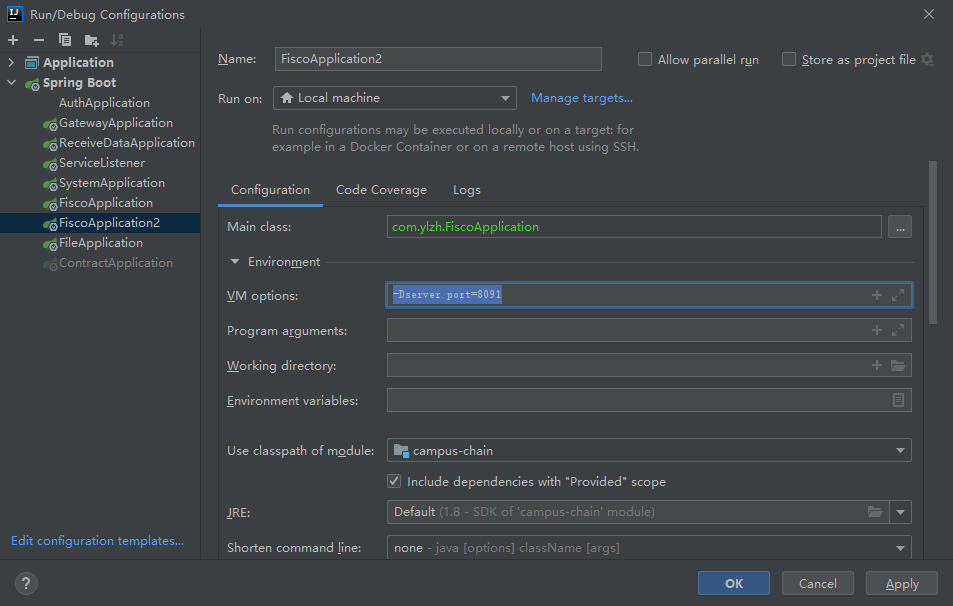 Run/Debug Configurations
Application
Spring Boot
AuthApplication
GatewayApplication
ReceiveDataApplication
ServiceListener
SystemApplication
FiscoApplication
FiscoApplication2
FileApplication
ContractApplication
Edit configuration templates...
Name: FiscoApplication2 Allow parallel run Store as project file
Run on: Local machine Manage targets...
Run configurations may be executed locally or on a target: for
example in a Docker Container or on a remote host using SSH.
Configuration Code Coverage Logs
Main class: com.ylzh.FiscoApplication ...
Environment
VM options: -Dserver.port=8091
Program arguments:
Working directory:
Environment variables:
Use classpath of module: campus-chain
Include dependencies with "Provided" scope
JRE: Default (1.8 - SDK of 'campus-chain' module)
Shorten command line: none - java [options] className [args]
? OK Cancel Apply